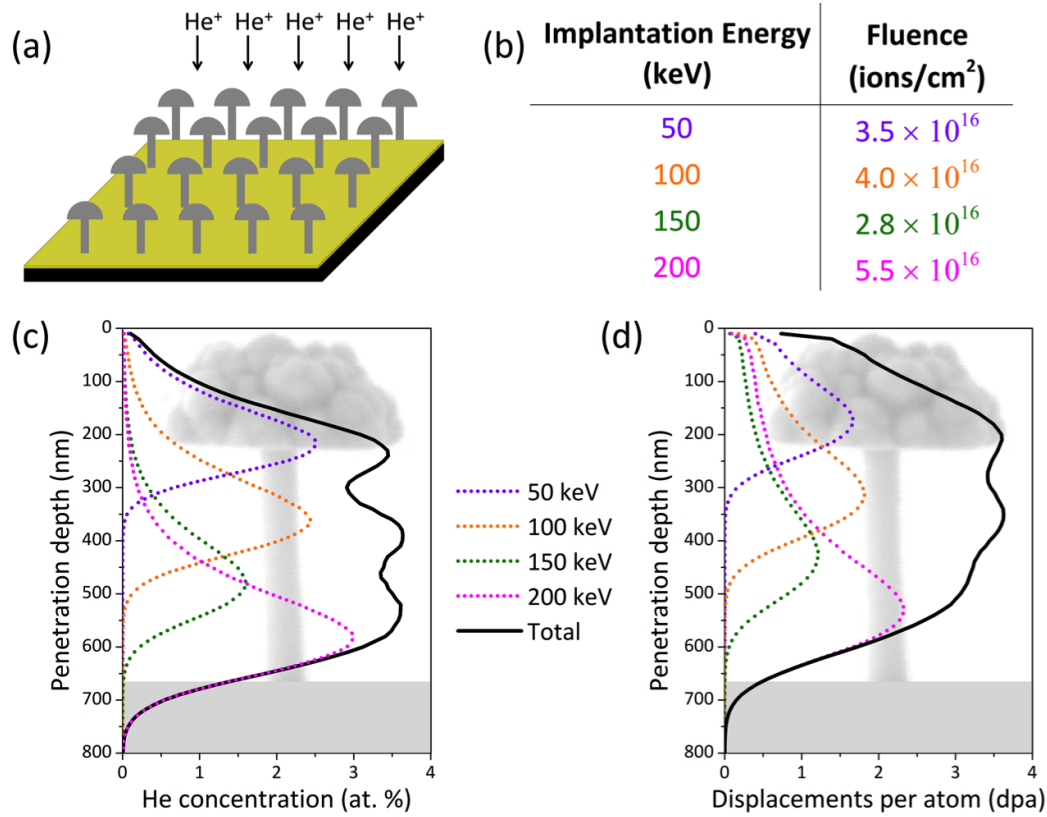 (a)
He⁺ He⁺ He⁺ He⁺ He⁺
(b)
Implantation Energy
(keV)
Fluence
(ions/cm²)
50 3.5 × 10¹⁶
100 4.0 × 10¹⁶
150 2.8 × 10¹⁶
200 5.5 × 10¹⁶
(c)
Penetration depth (nm)
0
100
200
300
400
500
600
700
800
0 1 2 3 4
He concentration (at. %)
50 keV
100 keV
150 keV
200 keV
Total
(d)
Penetration depth (nm)
0
100
200
300
400
500
600
700
800
0 1 2 3 4
Displacements per atom (dpa)